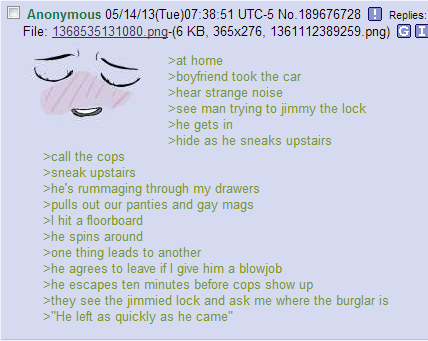 Anonymous 05/14/13(Tue)07:38:51 UTC-5 No.189676728 ! Replies:
File: 1368535131080.png-(6 KB, 365x276, 1361112389259.png) G I
>at home
>boyfriend took the car
>hear strange noise
>see man trying to jimmy the lock
>he gets in
>hide as he sneaks upstairs
>call the cops
>sneak upstairs
>he's rummaging through my drawers
>pulls out our panties and gay mags
>I hit a floorboard
>he spins around
>one thing leads to another
>he agrees to leave if I give him a blowjob
>he escapes ten minutes before cops show up
>they see the jimmied lock and ask me where the burglar is
>"He left as quickly as he came"